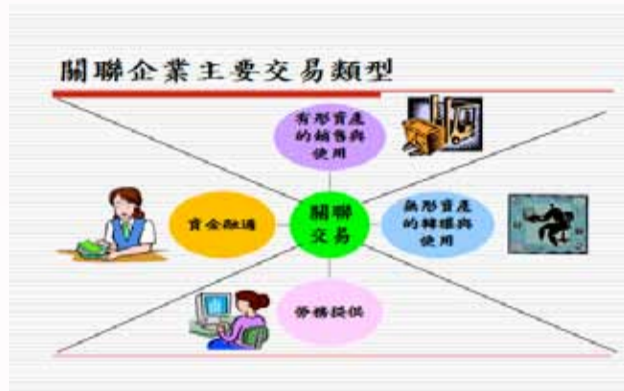 關聯企業主要交易類型
有形資產
的銷售與
使用
資金融通
關聯
交易
無形資產
的轉讓與
使用
勞務提供